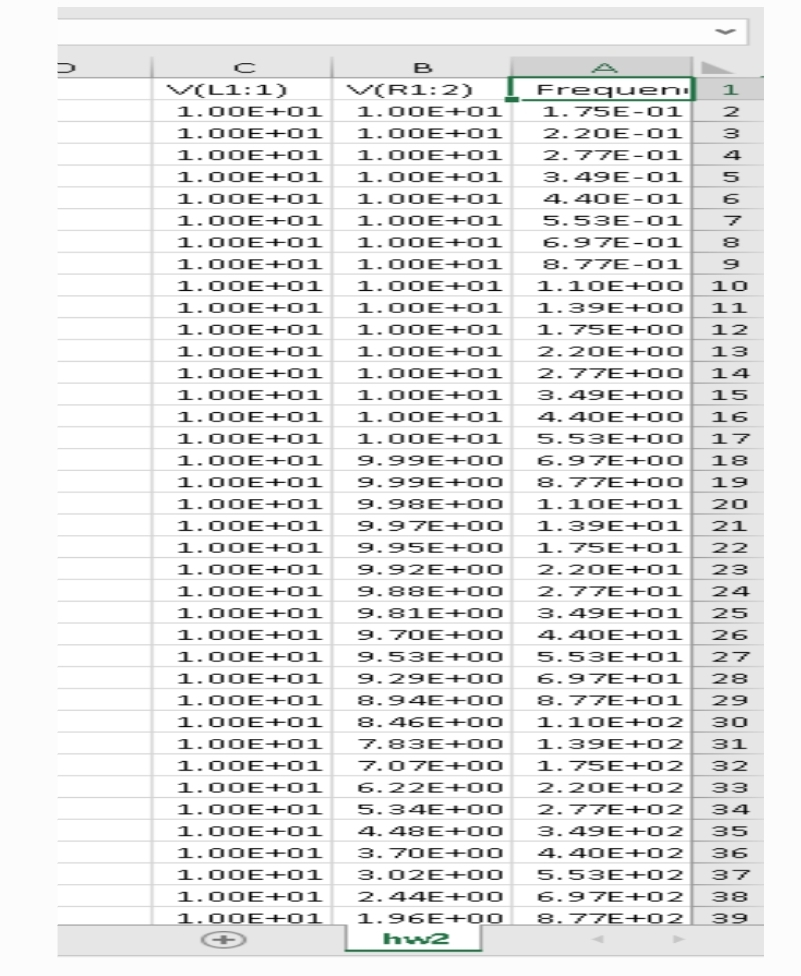 D C B A
V(L1:1) V(R1:2) Frequen 1
1.00E+01 1.00E+01 1.75E-01 2
1.00E+01 1.00E+01 2.20E-01 3
1.00E+01 1.00E+01 2.77E-01 4
1.00E+01 1.00E+01 3.49E-01 5
1.00E+01 1.00E+01 4.40E-01 6
1.00E+01 1.00E+01 5.53E-01 7
1.00E+01 1.00E+01 6.97E-01 8
1.00E+01 1.00E+01 8.77E-01 9
1.00E+01 1.00E+01 1.10E+00 10
1.00E+01 1.00E+01 1.39E+00 11
1.00E+01 1.00E+01 1.75E+00 12
1.00E+01 1.00E+01 2.20E+00 13
1.00E+01 1.00E+01 2.77E+00 14
1.00E+01 1.00E+01 3.49E+00 15
1.00E+01 1.00E+01 4.40E+00 16
1.00E+01 1.00E+01 5.53E+00 17
1.00E+01 9.99E+00 6.97E+00 18
1.00E+01 9.99E+00 8.77E+00 19
1.00E+01 9.98E+00 1.10E+01 20
1.00E+01 9.97E+00 1.39E+01 21
1.00E+01 9.95E+00 1.75E+01 22
1.00E+01 9.92E+00 2.20E+01 23
1.00E+01 9.88E+00 2.77E+01 24
1.00E+01 9.81E+00 3.49E+01 25
1.00E+01 9.70E+00 4.40E+01 26
1.00E+01 9.53E+00 5.53E+01 27
1.00E+01 9.29E+00 6.97E+01 28
1.00E+01 8.94E+00 8.77E+01 29
1.00E+01 8.46E+00 1.10E+02 30
1.00E+01 7.83E+00 1.39E+02 31
1.00E+01 7.07E+00 1.75E+02 32
1.00E+01 6.22E+00 2.20E+02 33
1.00E+01 5.34E+00 2.77E+02 34
1.00E+01 4.48E+00 3.49E+02 35
1.00E+01 3.70E+00 4.40E+02 36
1.00E+01 3.02E+00 5.53E+02 37
1.00E+01 2.44E+00 6.97E+02 38
1.00E+01 1.96E+00 8.77E+02 39
hw2